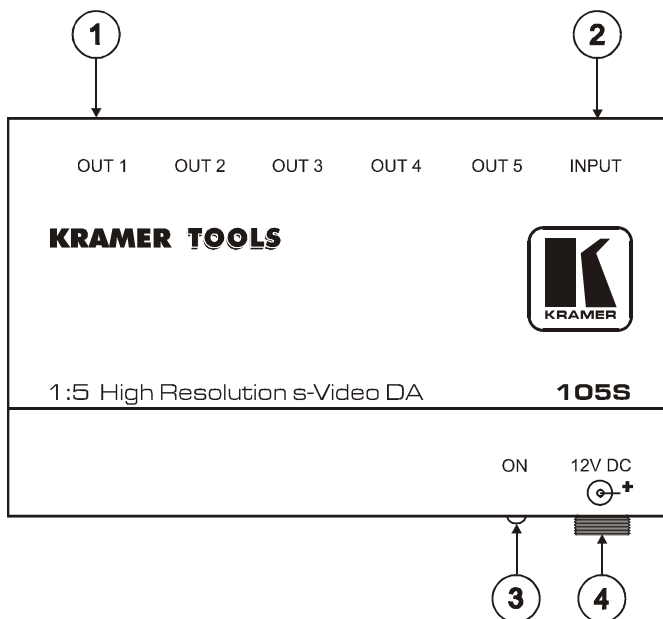 1 2
OUT 1 OUT 2 OUT 3 OUT 4 OUT 5 INPUT
KRAMER TOOLS
K
KRAMER
1:5 High Resolution s-Video DA 105S
ON 12V DC
+
3 4